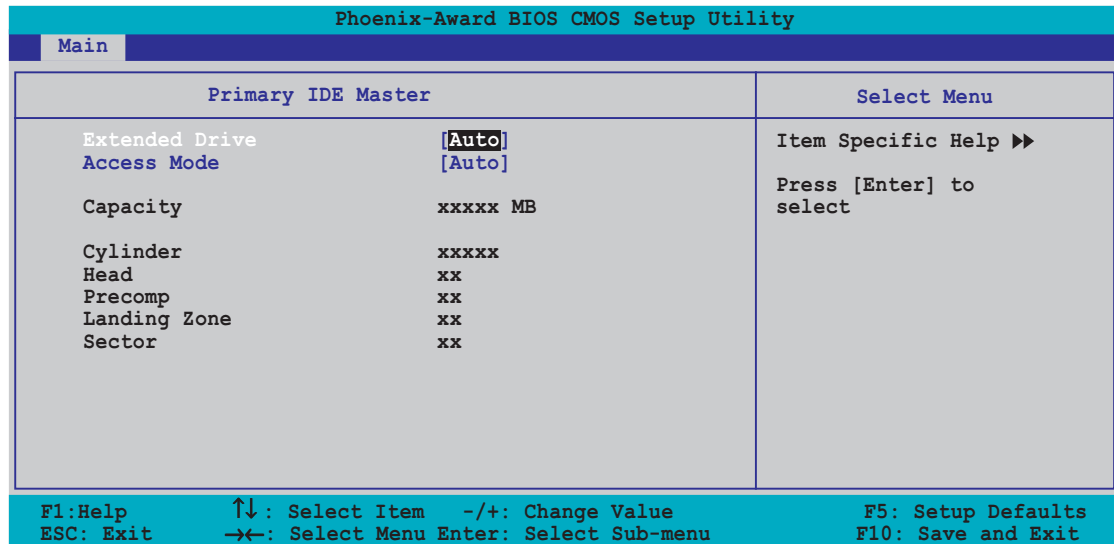 Phoenix-Award BIOS CMOS Setup Utility
Main
Primary IDE Master
Select Menu
Extended Drive [Auto]
Access Mode [Auto]
Capacity xxxxx MB
Cylinder xxxxx
Head xx
Precomp xx
Landing Zone xx
Sector xx
Item Specific Help ▶▶
Press [Enter] to
select
F1:Help ↑↓: Select Item -/+: Change Value F5: Setup Defaults
ESC: Exit →←: Select Menu Enter: Select Sub-menu F10: Save and Exit